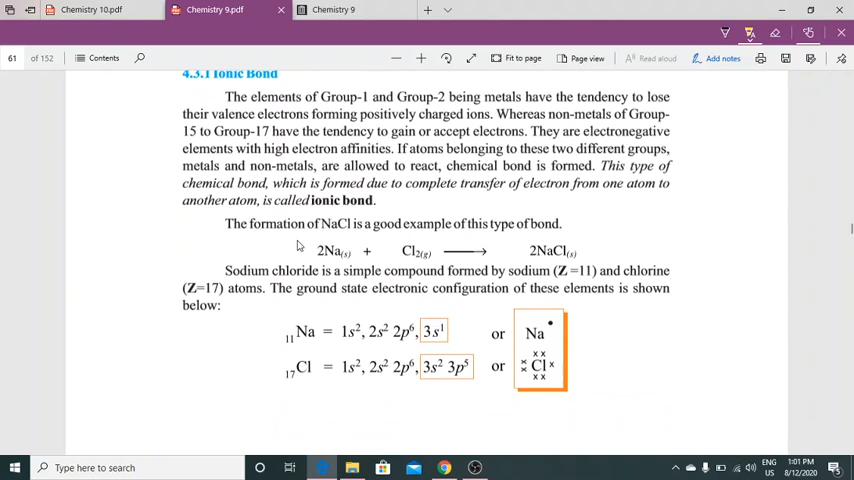 Chemistry 10.pdf
Chemistry 9.pdf
Chemistry 9
61 of 152
Contents
Fit to page
Page view
Read aloud
Add notes
4.3.1 Ionic Bond
The elements of Group-1 and Group-2 being metals have the tendency to lose
their valence electrons forming positively charged ions. Whereas non-metals of Group-
15 to Group-17 have the tendency to gain or accept electrons. They are electronegative
elements with high electron affinities. If atoms belonging to these two different groups,
metals and non-metals, are allowed to react, chemical bond is formed. This type of
chemical bond, which is formed due to complete transfer of electron from one atom to
another atom, is called ionic bond.
The formation of NaCl is a good example of this type of bond.
2Na(s) + Cl2(g) ⟶ 2NaCl(s)
Sodium chloride is a simple compound formed by sodium (Z =11) and chlorine
(Z=17) atoms. The ground state electronic configuration of these elements is shown
below:
₁₁Na = 1s², 2s² 2p⁶, 3s¹ or Na•
₁₇Cl = 1s², 2s² 2p⁶, 3s² 3p⁵ or xx xx Cl x xx
Type here to search
ENG
US
1:01 PM
8/12/2020
5